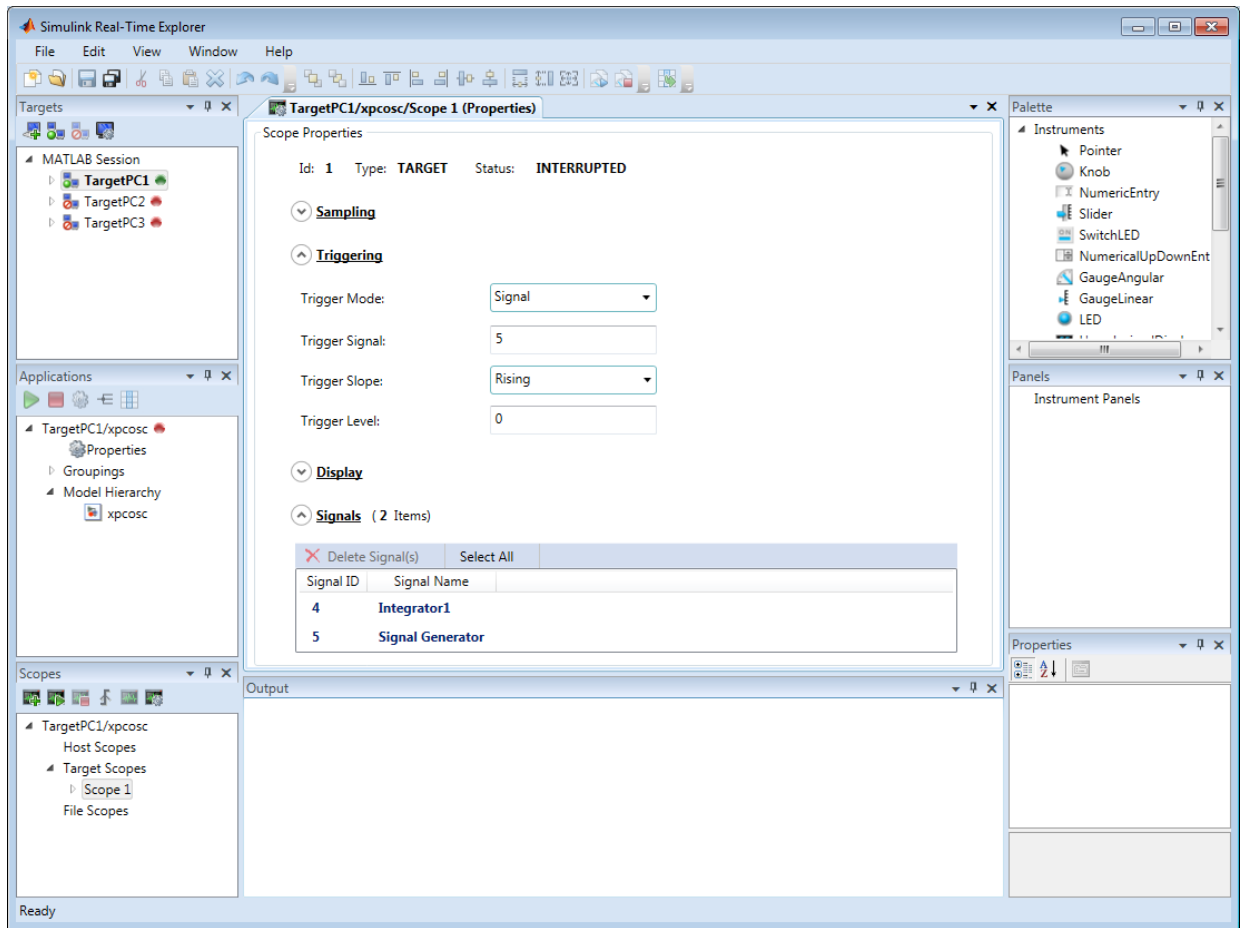 Simulink Real-Time Explorer
File Edit View Window Help
Targets
MATLAB Session
TargetPC1
TargetPC2
TargetPC3
Applications
TargetPC1/xpcosc
Properties
Groupings
Model Hierarchy
xpcosc
Scopes
TargetPC1/xpcosc
Host Scopes
Target Scopes
Scope 1
File Scopes
TargetPC1/xpcosc/Scope 1 (Properties)
Scope Properties
Id: 1 Type: TARGET Status: INTERRUPTED
Sampling
Triggering
Trigger Mode: Signal
Trigger Signal: 5
Trigger Slope: Rising
Trigger Level: 0
Display
Signals ( 2 Items)
Delete Signal(s) Select All
Signal ID Signal Name
4 Integrator1
5 Signal Generator
Output
Palette
Instruments
Pointer
Knob
NumericEntry
Slider
ON SwitchLED
NumericalUpDownEnt
GaugeAngular
GaugeLinear
LED
Panels
Instrument Panels
Properties
A
Z
Ready